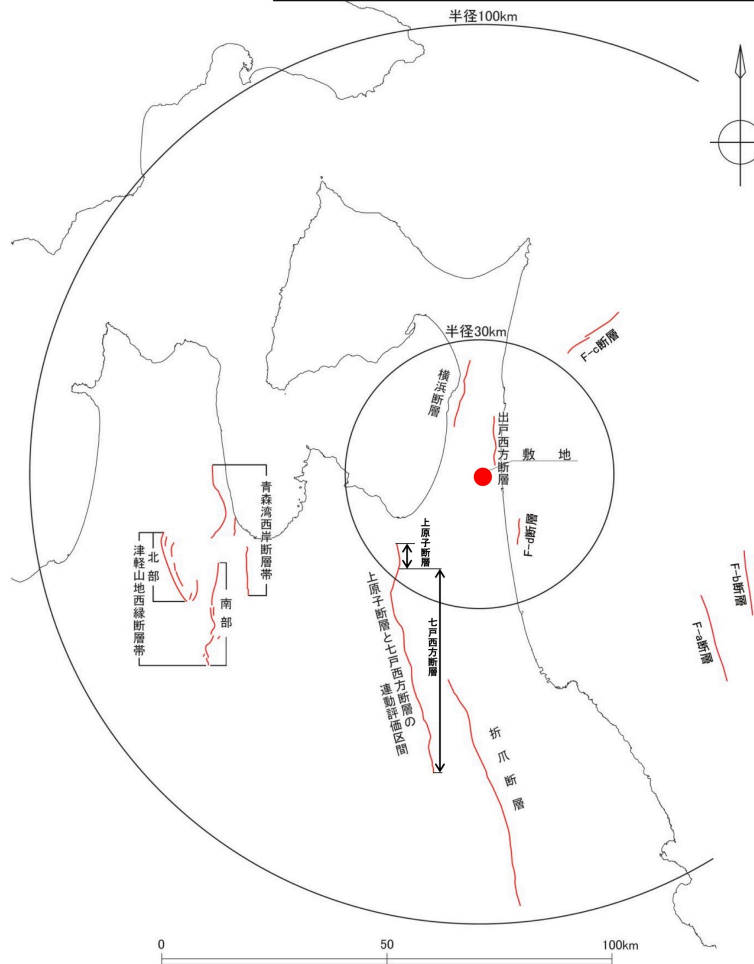 半径100km
半径30km
F-c断層
横浜断層
出戸西方断層
敷地
F-d断層
上原子断層
青森湾西岸断層帯
津軽山地西縁断層帯
北部
南部
上原子断層と七戸西方断層の
連動評価区間
七戸西方断層
F-b断層
F-a断層
折爪断層
0 50 100km